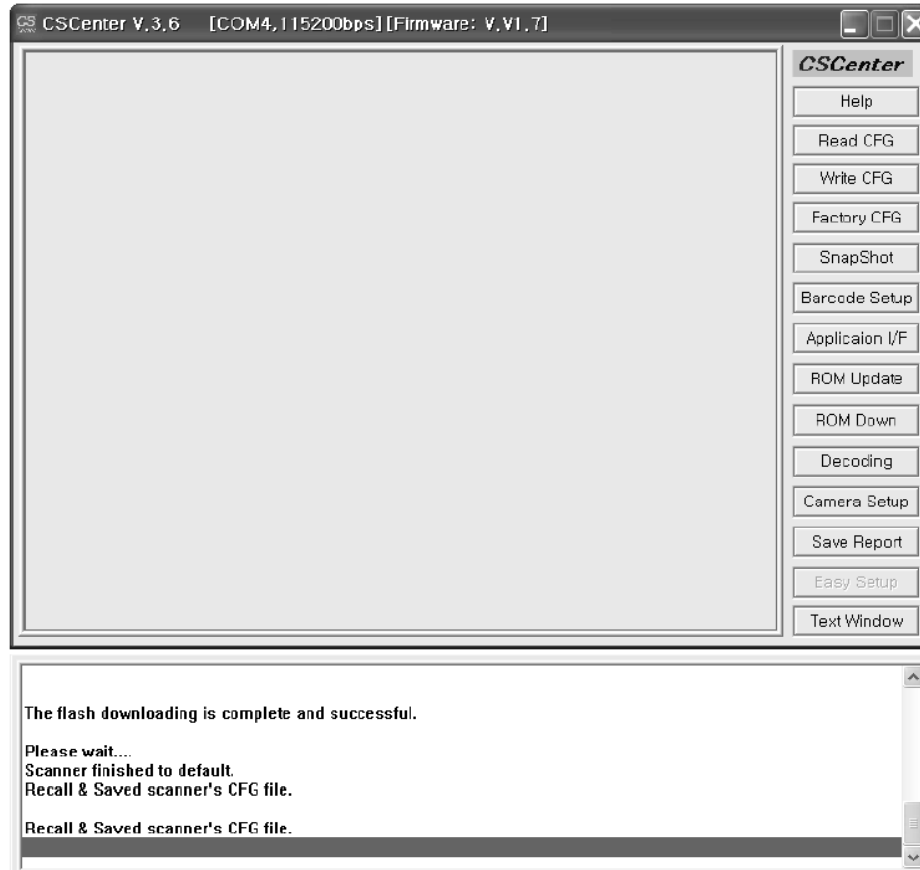 CSCenter V.3.6 [COM4,115200bps][Firmware: V.V1.7]
CSCenter
Help
Read CFG
Write CFG
Factory CFG
SnapShot
Barcode Setup
Applicaion I/F
ROM Update
ROM Down
Decoding
Camera Setup
Save Report
Easy Setup
Text Window
The flash downloading is complete and successful.
Please wait....
Scanner finished to default.
Recall & Saved scanner's CFG file.
Recall & Saved scanner's CFG file.